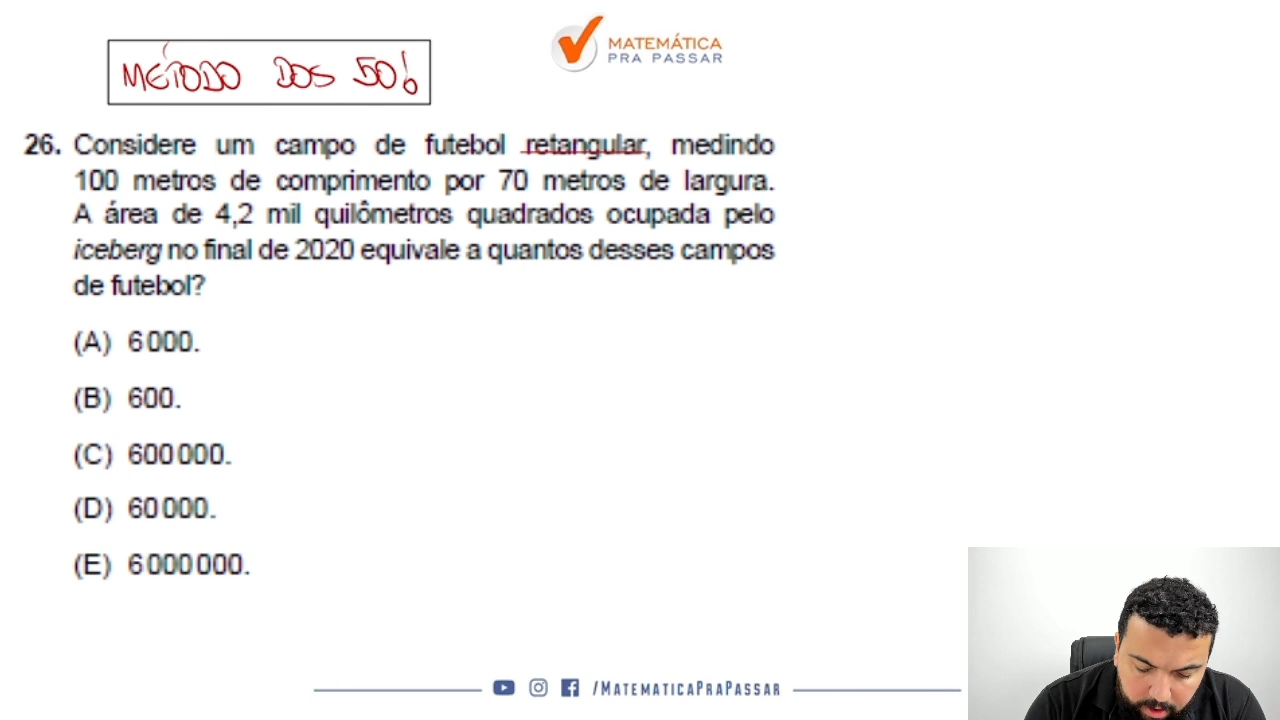 MATEMÁTICA
PRA PASSAR
MÉTODO DOS 50!
26. Considere um campo de futebol retangular, medindo
100 metros de comprimento por 70 metros de largura.
A área de 4,2 mil quilômetros quadrados ocupada pelo
iceberg no final de 2020 equivale a quantos desses campos
de futebol?
(A) 6 000.
(B) 600.
(C) 600 000.
(D) 60 000.
(E) 6 000 000.
/MATEMATICAPRAPASSAR